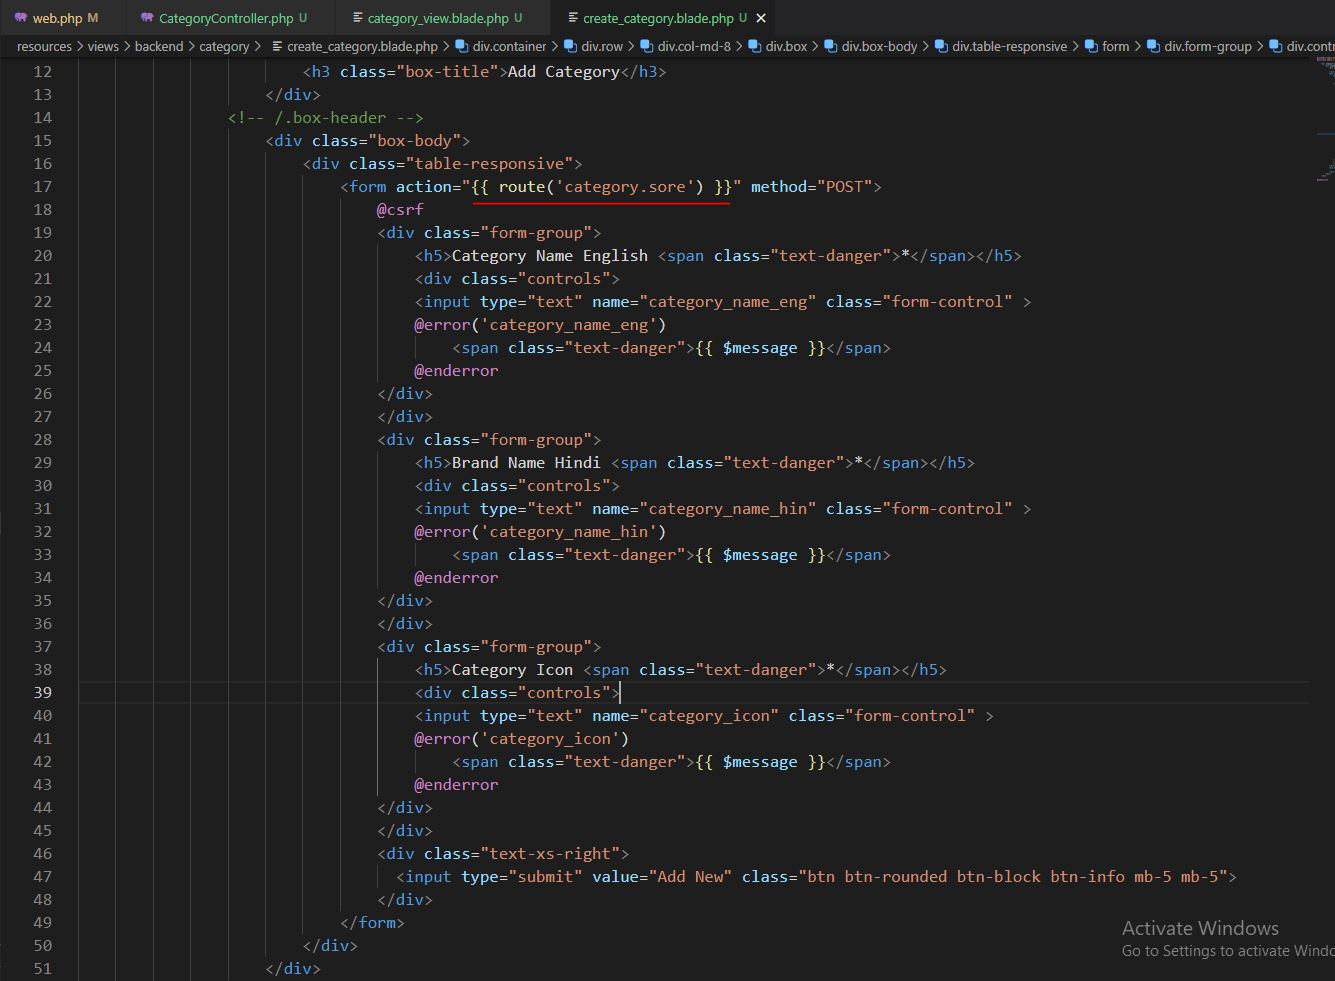 web.php M CategoryController.php U category_view.blade.php U create_category.blade.php U ✕
resources > views > backend > category > create_category.blade.php > div.container > div.row > div.col-md-8 > div.box > div.box-body > div.table-responsive > form > div.form-group > div.contr
12 <h3 class="box-title">Add Category</h3>
13 </div>
14 <!-- /.box-header -->
15 <div class="box-body">
16 <div class="table-responsive">
17 <form action="{{ route('category.sore') }}" method="POST">
18 @csrf
19 <div class="form-group">
20 <h5>Category Name English <span class="text-danger">*</span></h5>
21 <div class="controls">
22 <input type="text" name="category_name_eng" class="form-control" >
23 @error('category_name_eng')
24 <span class="text-danger">{{ $message }}</span>
25 @enderror
26 </div>
27 </div>
28 <div class="form-group">
29 <h5>Brand Name Hindi <span class="text-danger">*</span></h5>
30 <div class="controls">
31 <input type="text" name="category_name_hin" class="form-control" >
32 @error('category_name_hin')
33 <span class="text-danger">{{ $message }}</span>
34 @enderror
35 </div>
36 </div>
37 <div class="form-group">
38 <h5>Category Icon <span class="text-danger">*</span></h5>
39 <div class="controls">
40 <input type="text" name="category_icon" class="form-control" >
41 @error('category_icon')
42 <span class="text-danger">{{ $message }}</span>
43 @enderror
44 </div>
45 </div>
46 <div class="text-xs-right">
47 <input type="submit" value="Add New" class="btn btn-rounded btn-block btn-info mb-5 mb-5">
48 </div>
49 </form>
50 </div>
51 </div>
Activate Windows
Go to Settings to activate Windo